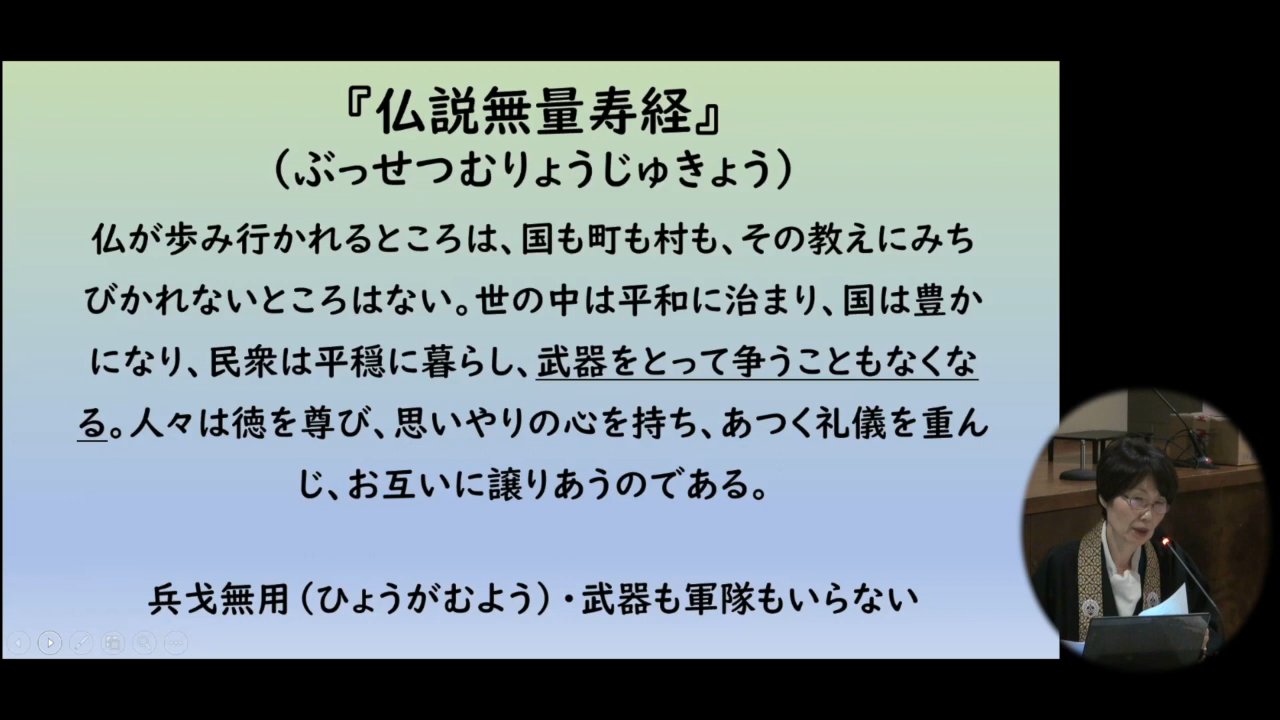 『仏説無量寿経』
（ぶっせつむりょうじゅきょう）
仏が歩み行かれるところは、国も町も村も、その教えにみち
びかれないところはない。世の中は平和に治まり、国は豊か
になり、民衆は平穏に暮らし、武器をとって争うこともなくな
る。人々は徳を尊び、思いやりの心を持ち、あつく礼儀を重ん
じ、お互いに譲りあうのである。
兵戈無用（ひょうがむよう）・武器も軍隊もいらない